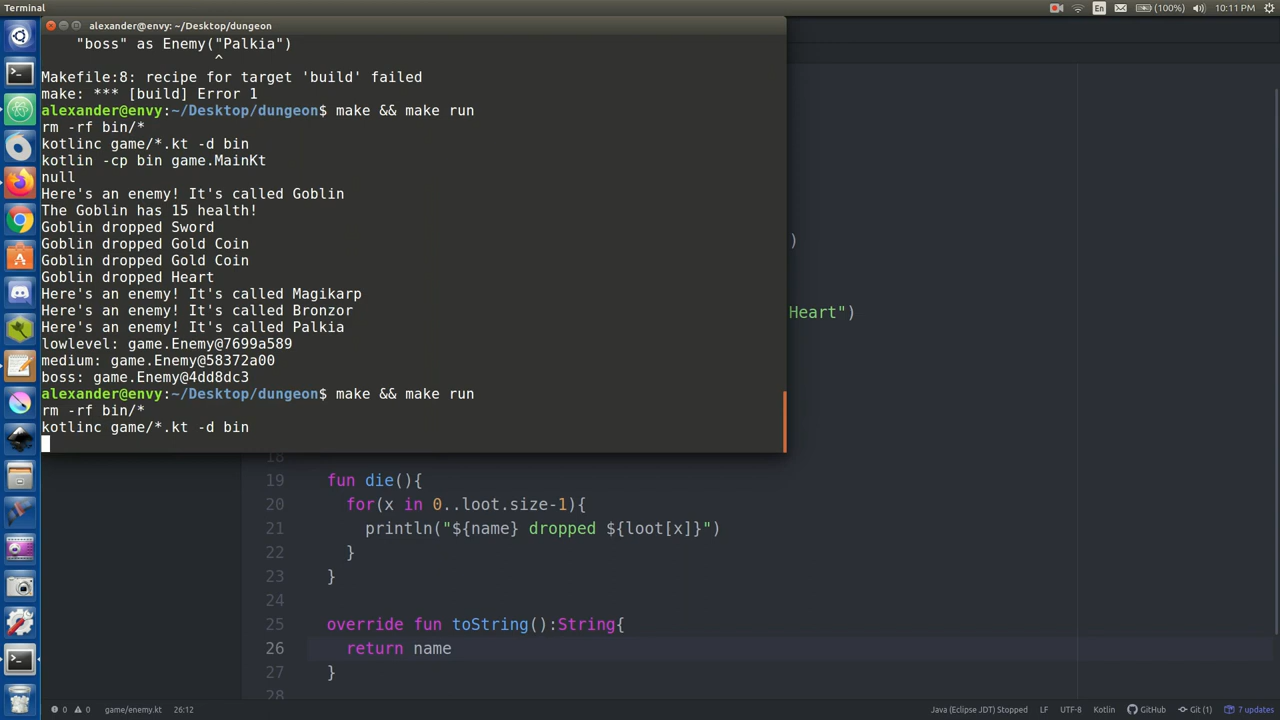 Terminal
En
(100%)
10:11 PM
alexander@envy: ~/Desktop/dungeon
"boss" as Enemy("Palkia")
^
Makefile:8: recipe for target 'build' failed
make: *** [build] Error 1
alexander@envy:~/Desktop/dungeon$ make && make run
rm -rf bin/*
kotlinc game/*.kt -d bin
kotlin -cp bin game.MainKt
null
Here's an enemy! It's called Goblin
The Goblin has 15 health!
Goblin dropped Sword
Goblin dropped Gold Coin
Goblin dropped Gold Coin
Goblin dropped Heart
Here's an enemy! It's called Magikarp
Here's an enemy! It's called Bronzor
Here's an enemy! It's called Palkia
lowlevel: game.Enemy@7699a589
medium: game.Enemy@58372a00
boss: game.Enemy@4dd8dc3
alexander@envy:~/Desktop/dungeon$ make && make run
rm -rf bin/*
kotlinc game/*.kt -d bin
)
Heart")
18
19 fun die(){
20 for(x in 0..loot.size-1){
21 println("${name} dropped ${loot[x]}")
22 }
23 }
24
25 override fun toString():String{
26 return name
27 }
28
0 0 game/enemy.kt 26:12
Java (Eclipse JDT) Stopped LF UTF-8 Kotlin GitHub Git (1) 7 updates